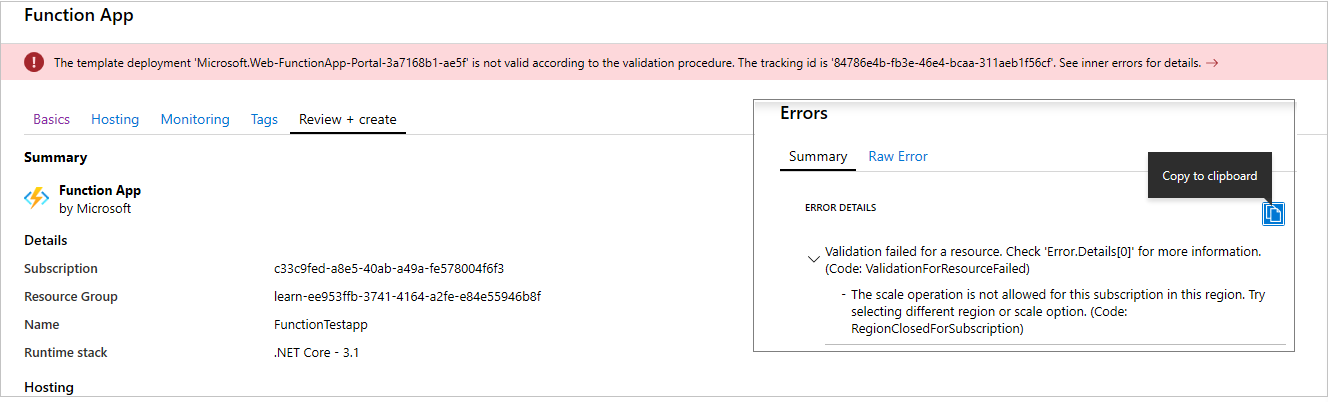 Function App
The template deployment 'Microsoft.Web-FunctionApp-Portal-3a7168b1-ae5f' is not valid according to the validation procedure. The tracking id is '84786e4b-fb3e-46e4-bcaa-311aeb1f56cf'. See inner errors for details. →
Basics Hosting Monitoring Tags Review + create
Summary
Function App
by Microsoft
Details
Subscription c33c9fed-a8e5-40ab-a49a-fe578004f6f3
Resource Group learn-ee953ffb-3741-4164-a2fe-e84e55946b8f
Name FunctionTestapp
Runtime stack .NET Core - 3.1
Hosting
Errors
Summary Raw Error
Copy to clipboard
ERROR DETAILS
Validation failed for a resource. Check 'Error.Details[0]' for more information.
(Code: ValidationForResourceFailed)
- The scale operation is not allowed for this subscription in this region. Try
selecting different region or scale option. (Code:
RegionClosedForSubscription)